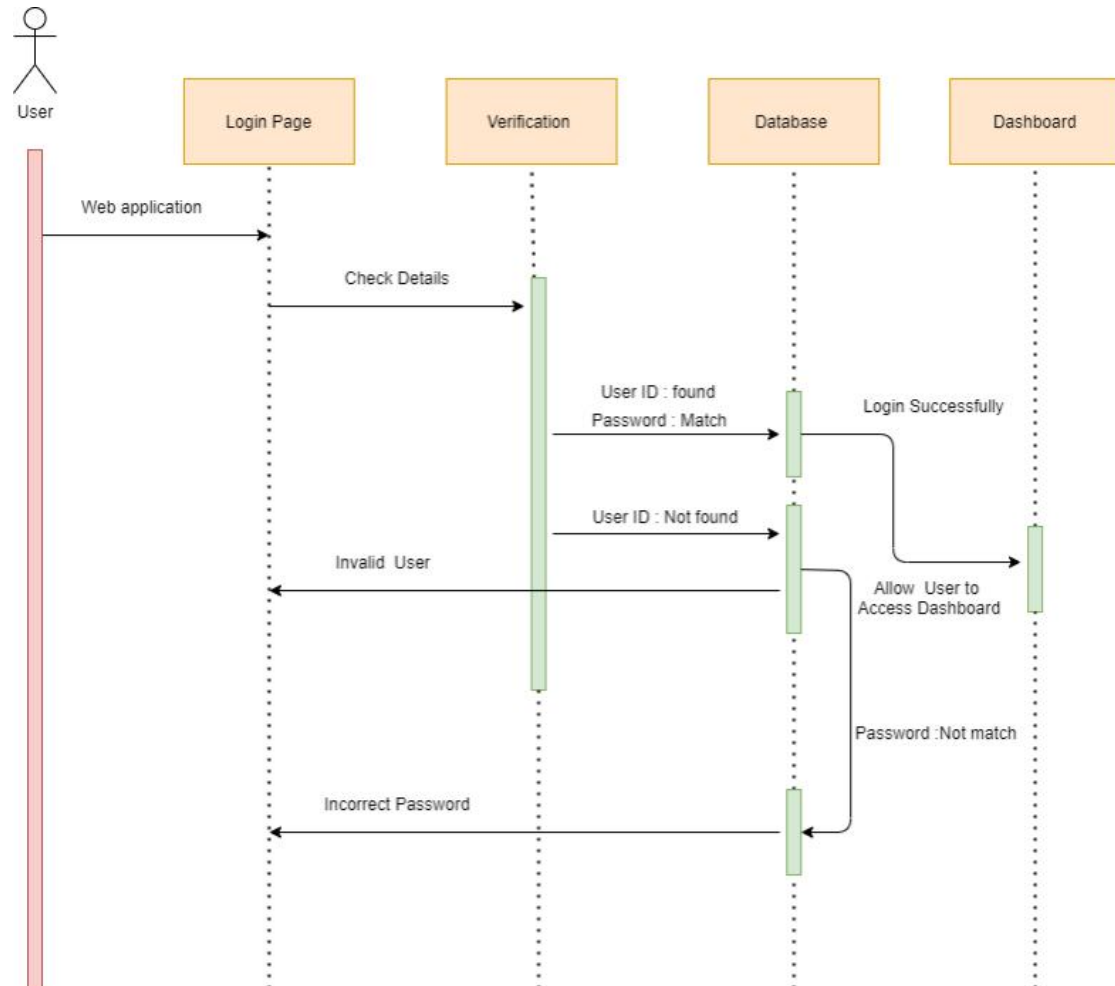 User
Login Page
Verification
Database
Dashboard
Web application
Check Details
User ID : found
Password : Match
Login Successfully
User ID : Not found
Invalid  User
Allow  User to
Access Dashboard
Password :Not match
Incorrect Password